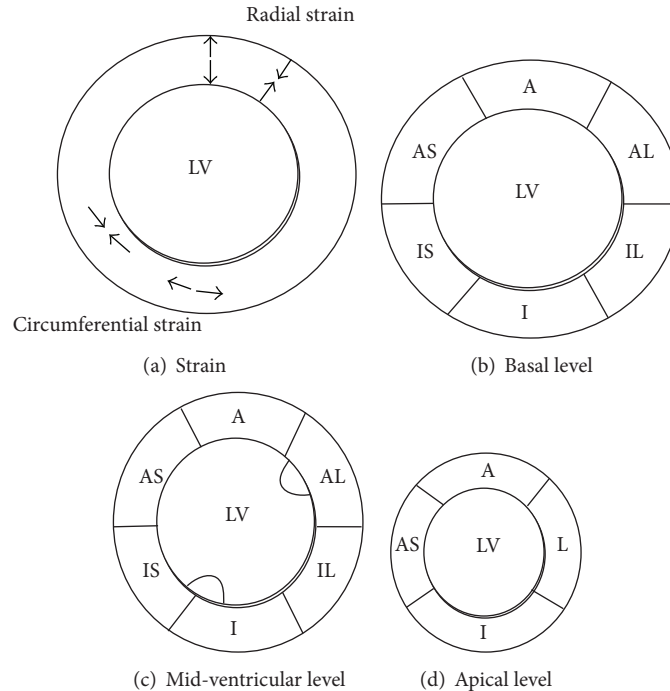 Radial strain
LV
Circumferential strain
(a) Strain
A
AS
AL
LV
IS
IL
I
(b) Basal level
A
AS
AL
LV
IS
IL
I
(c) Mid-ventricular level
A
AS
LV
L
I
(d) Apical level